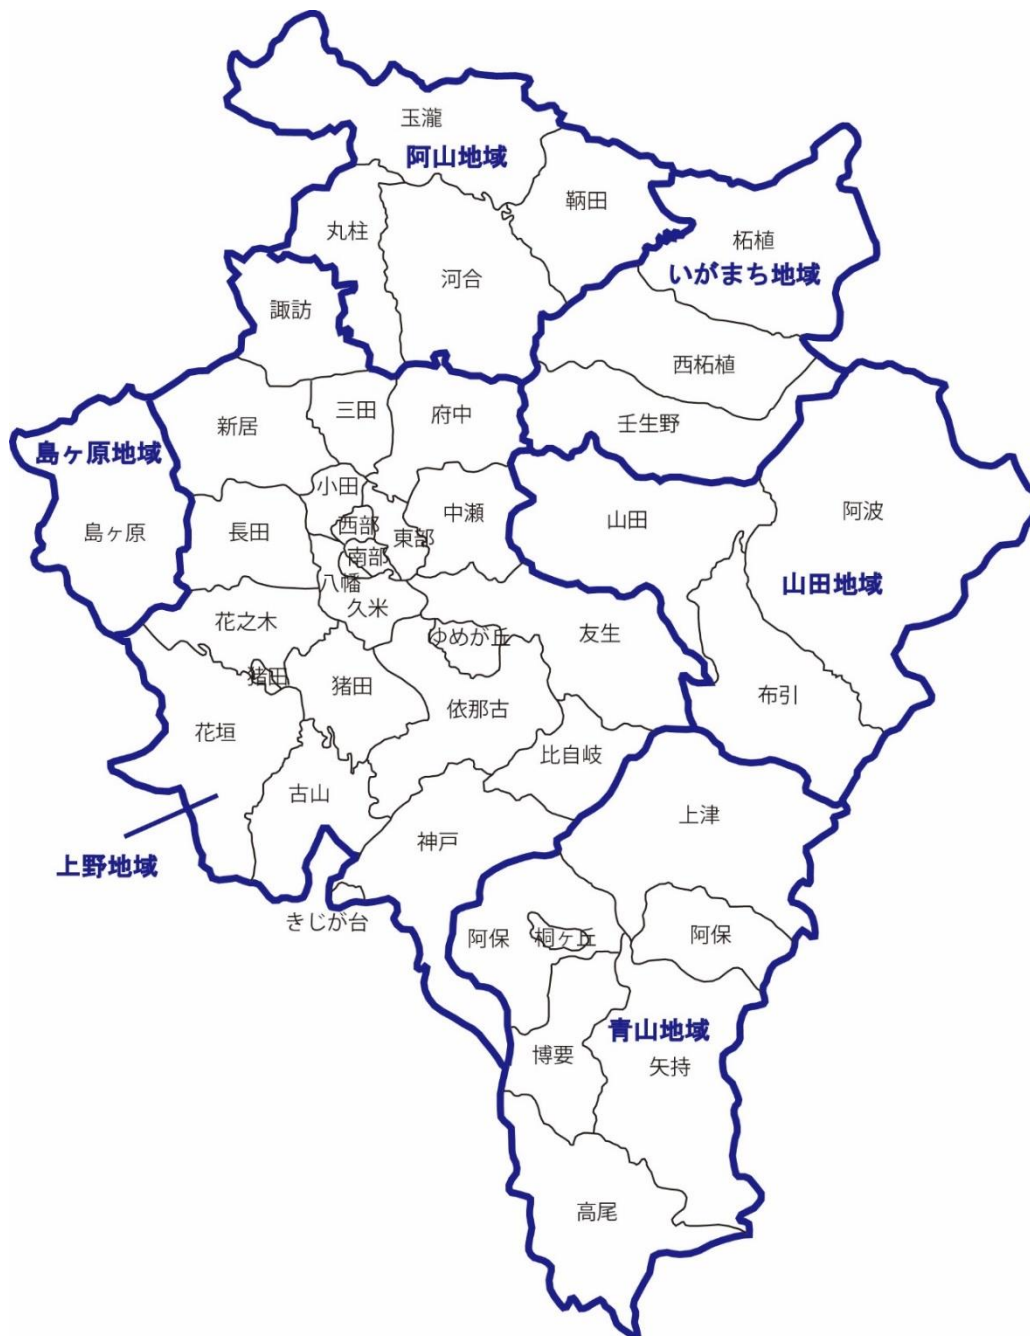 玉瀧
阿山地域
鞆田
丸柱
柘植
河合
いがまち地域
諏訪
西柘植
三田
府中
新居
壬生野
島ヶ原地域
小田
中瀬
阿波
西部
山田
島ヶ原
長田
東部
南部
八幡
山田地域
久米
花之木
ゆめが丘
友生
猪田
猪田
布引
依那古
花垣
比自岐
古山
上津
神戸
上野地域
きじが台
阿保
桐ヶ丘
阿保
青山地域
博要
矢持
高尾